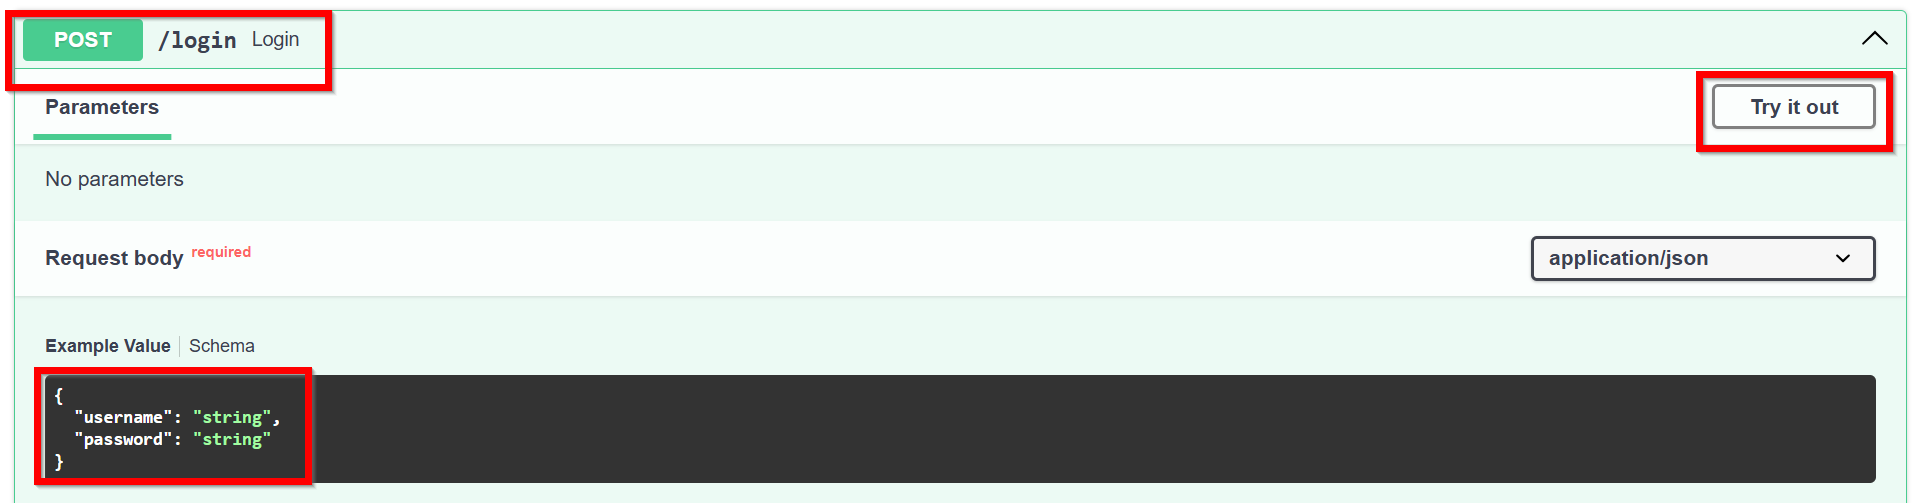 POST /login Login
Parameters
Try it out
No parameters
Request body required
application/json
Example Value Schema
{
  "username": "string",
  "password": "string"
}